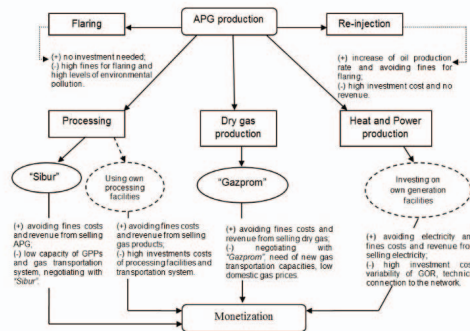 Flaring
APG production
Re-injection
(+) no investment needed;
(-) high fines for flaring and
high levels of environmental
pollution.
(+) increase of oil production
rate and avoiding fines for
flaring;
(-) high investment cost and no
revenue.
Processing
Dry gas
production
Heat and Power
production
"Sibur"
Using own
processing
facilities
"Gazprom"
Investing on
own generation
facilities
(+) avoiding fines costs
and revenue from selling
APG;
(-) low capacity of GPPs
and gas transportation
system, negotiating with
"Sibur".
(+) avoiding fines costs
and revenue from selling
gas products;
(-) high investments costs
of processing facilities and
transportation system.
(+) avoiding fines costs and
revenue from selling dry gas;
(-) negotiating with
"Gazprom", need of new gas
transportation capacities, low
domestic gas prices.
(+) avoiding electricity and
fines costs and revenue for
selling electricity;
(-) high investment cost
variability of GOR, technic
connection to the network.
Monetization